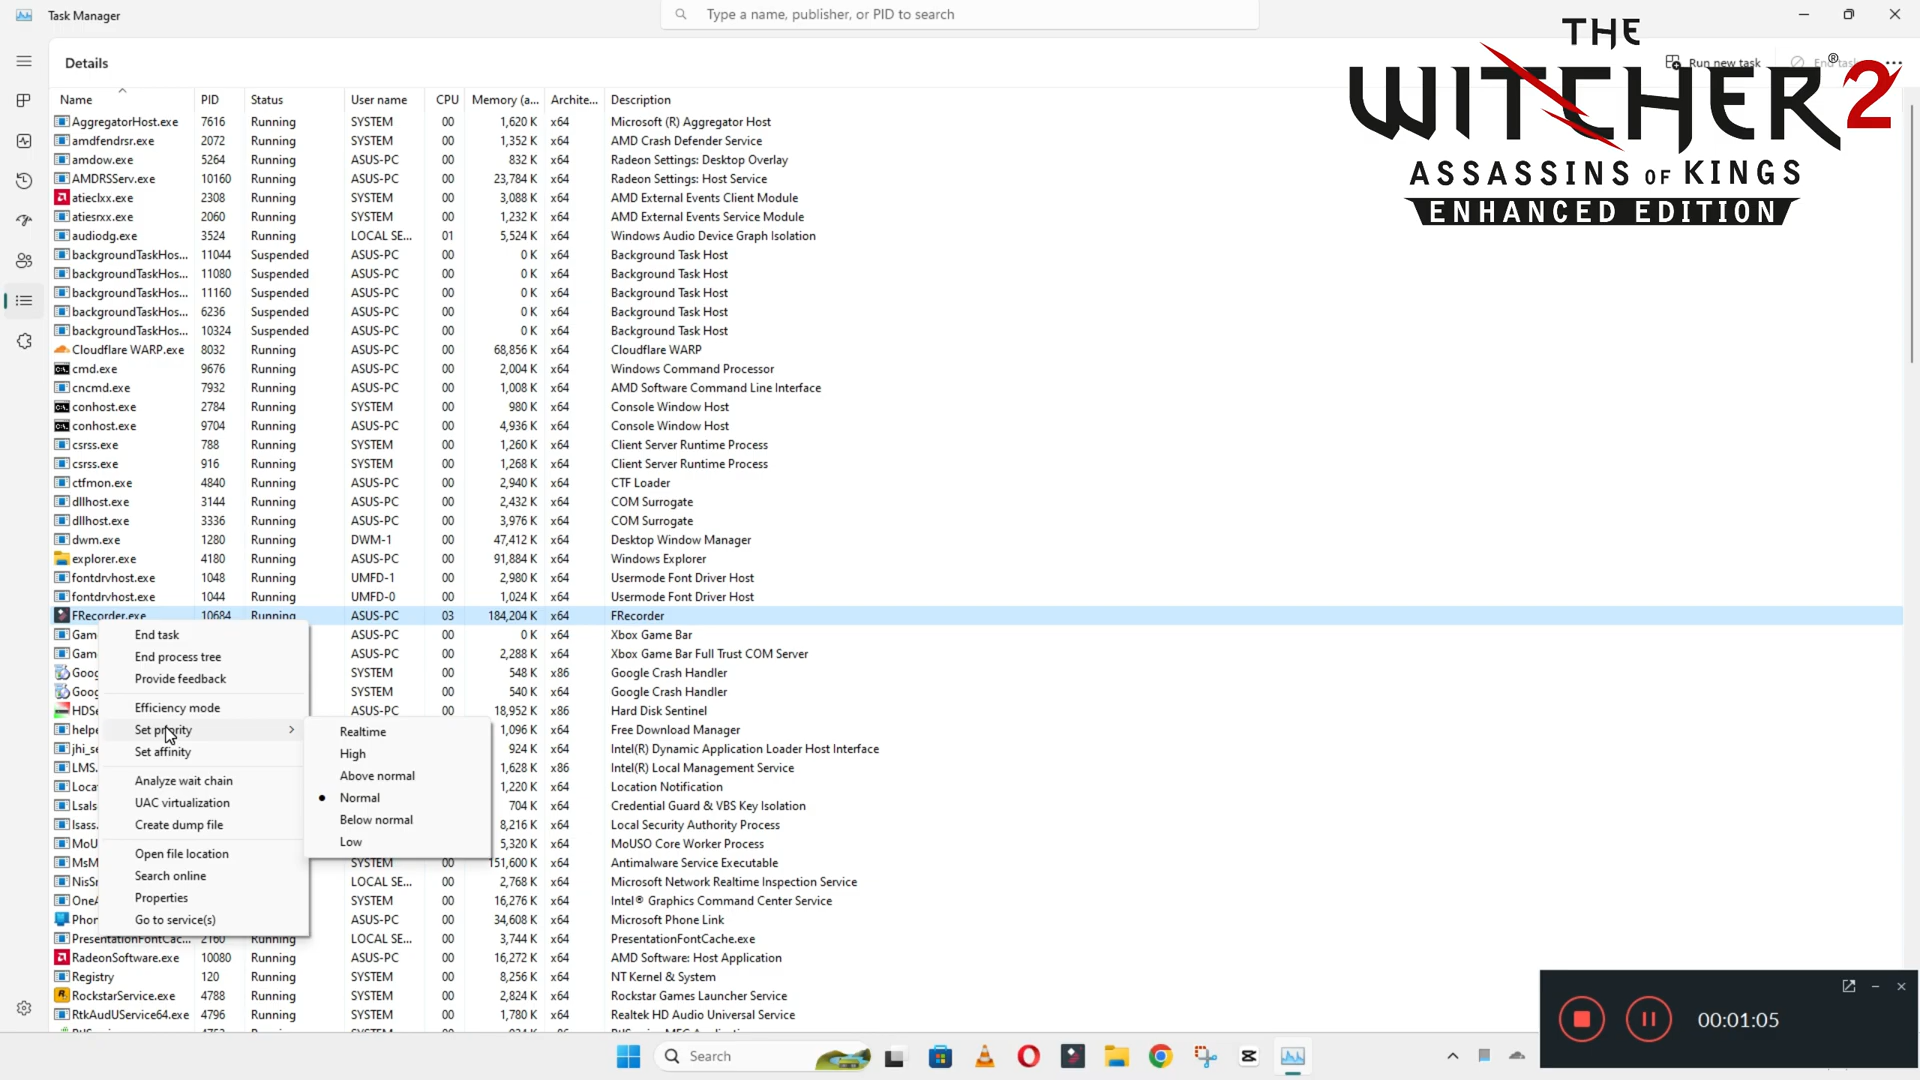 Task Manager
Type a name, publisher, or PID to search
THE
WITCHER 2
ASSASSINS OF KINGS
ENHANCED EDITION
®
Details
Run new task
End task
Name PID Status User name CPU Memory (a... Archite... Description
AggregatorHost.exe 7616 Running SYSTEM 00 1,620 K x64 Microsoft (R) Aggregator Host
amdfendrsr.exe 2072 Running SYSTEM 00 1,352 K x64 AMD Crash Defender Service
amdow.exe 5264 Running ASUS-PC 00 832 K x64 Radeon Settings: Desktop Overlay
AMDRSServ.exe 10160 Running ASUS-PC 00 23,784 K x64 Radeon Settings: Host Service
atieclxx.exe 2308 Running SYSTEM 00 3,088 K x64 AMD External Events Client Module
atiesrxx.exe 2060 Running SYSTEM 00 1,232 K x64 AMD External Events Service Module
audiodg.exe 3524 Running LOCAL SE... 01 5,524 K x64 Windows Audio Device Graph Isolation
backgroundTaskHos... 11044 Suspended ASUS-PC 00 0 K x64 Background Task Host
backgroundTaskHos... 11080 Suspended ASUS-PC 00 0 K x64 Background Task Host
backgroundTaskHos... 11160 Suspended ASUS-PC 00 0 K x64 Background Task Host
backgroundTaskHos... 6236 Suspended ASUS-PC 00 0 K x64 Background Task Host
backgroundTaskHos... 10324 Suspended ASUS-PC 00 0 K x64 Background Task Host
Cloudflare WARP.exe 8032 Running ASUS-PC 00 68,856 K x64 Cloudflare WARP
cmd.exe 9676 Running ASUS-PC 00 2,004 K x64 Windows Command Processor
cncmd.exe 7932 Running ASUS-PC 00 1,008 K x64 AMD Software Command Line Interface
conhost.exe 2784 Running SYSTEM 00 980 K x64 Console Window Host
conhost.exe 9704 Running ASUS-PC 00 4,936 K x64 Console Window Host
csrss.exe 788 Running SYSTEM 00 1,260 K x64 Client Server Runtime Process
csrss.exe 916 Running SYSTEM 00 1,268 K x64 Client Server Runtime Process
ctfmon.exe 4840 Running ASUS-PC 00 2,940 K x64 CTF Loader
dllhost.exe 3144 Running ASUS-PC 00 2,432 K x64 COM Surrogate
dllhost.exe 3336 Running ASUS-PC 00 3,976 K x64 COM Surrogate
dwm.exe 1280 Running DWM-1 00 47,412 K x64 Desktop Window Manager
explorer.exe 4180 Running ASUS-PC 00 91,884 K x64 Windows Explorer
fontdrvhost.exe 1048 Running UMFD-1 00 2,980 K x64 Usermode Font Driver Host
fontdrvhost.exe 1044 Running UMFD-0 00 1,024 K x64 Usermode Font Driver Host
FRecorder.exe 10684 Running ASUS-PC 03 184,204 K x64 FRecorder
Gam ASUS-PC 00 0 K x64 Xbox Game Bar
Gam ASUS-PC 00 2,288 K x64 Xbox Game Bar Full Trust COM Server
Goog SYSTEM 00 548 K x86 Google Crash Handler
Goog SYSTEM 00 540 K x64 Google Crash Handler
HDSe ASUS-PC 00 18,952 K x86 Hard Disk Sentinel
helpe 1,096 K x64 Free Download Manager
jhi_se 924 K x64 Intel(R) Dynamic Application Loader Host Interface
LMS. 1,628 K x86 Intel(R) Local Management Service
Loca 1,220 K x64 Location Notification
LsaIs 704 K x64 Credential Guard & VBS Key Isolation
lsass. 8,216 K x64 Local Security Authority Process
MoU 5,320 K x64 MoUSO Core Worker Process
MsM SYSTEM 00 151,600 K x64 Antimalware Service Executable
NisSr LOCAL SE... 00 2,768 K x64 Microsoft Network Realtime Inspection Service
OneA SYSTEM 00 16,276 K x64 Intel® Graphics Command Center Service
Phor ASUS-PC 00 34,608 K x64 Microsoft Phone Link
PresentationFontCac... 2160 Running LOCAL SE... 00 3,744 K x64 PresentationFontCache.exe
RadeonSoftware.exe 10080 Running ASUS-PC 00 16,272 K x64 AMD Software: Host Application
Registry 120 Running SYSTEM 00 8,256 K x64 NT Kernel & System
RockstarService.exe 4788 Running SYSTEM 00 2,824 K x64 Rockstar Games Launcher Service
RtkAudUService64.exe 4796 Running SYSTEM 00 1,780 K x64 Realtek HD Audio Universal Service
End task
End process tree
Provide feedback
Efficiency mode
Set priority
Set affinity
Analyze wait chain
UAC virtualization
Create dump file
Open file location
Search online
Properties
Go to service(s)
Realtime
High
Above normal
Normal
Below normal
Low
00:01:05
Search